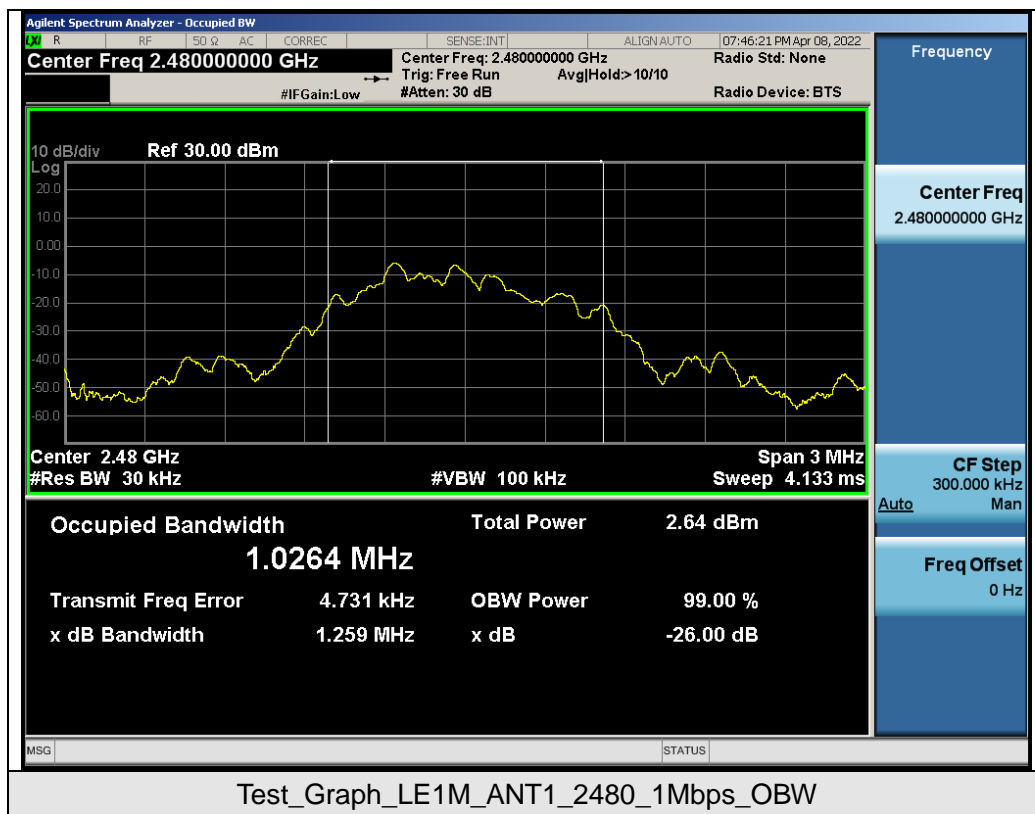 Agilent Spectrum Analyzer - Occupied BW
LXI R RF 50 Ω AC CORREC SENSE:INT ALIGN AUTO 07:46:21 PM Apr 08, 2022
Center Freq 2.480000000 GHz
#IFGain:Low
Center Freq: 2.480000000 GHz
Trig: Free Run Avg|Hold:> 10/10
#Atten: 30 dB
Radio Std: None
Radio Device: BTS
10 dB/div Ref 30.00 dBm
Log
20.0
10.0
0.00
-10.0
-20.0
-30.0
-40.0
-50.0
-60.0
Center 2.48 GHz Span 3 MHz
#Res BW 30 kHz #VBW 100 kHz Sweep 4.133 ms
Occupied Bandwidth Total Power 2.64 dBm
1.0264 MHz
Transmit Freq Error 4.731 kHz OBW Power 99.00 %
x dB Bandwidth 1.259 MHz x dB -26.00 dB
MSG STATUS
Frequency
Center Freq
2.480000000 GHz
CF Step
300.000 kHz
Auto Man
Freq Offset
0 Hz
Test_Graph_LE1M_ANT1_2480_1Mbps_OBW